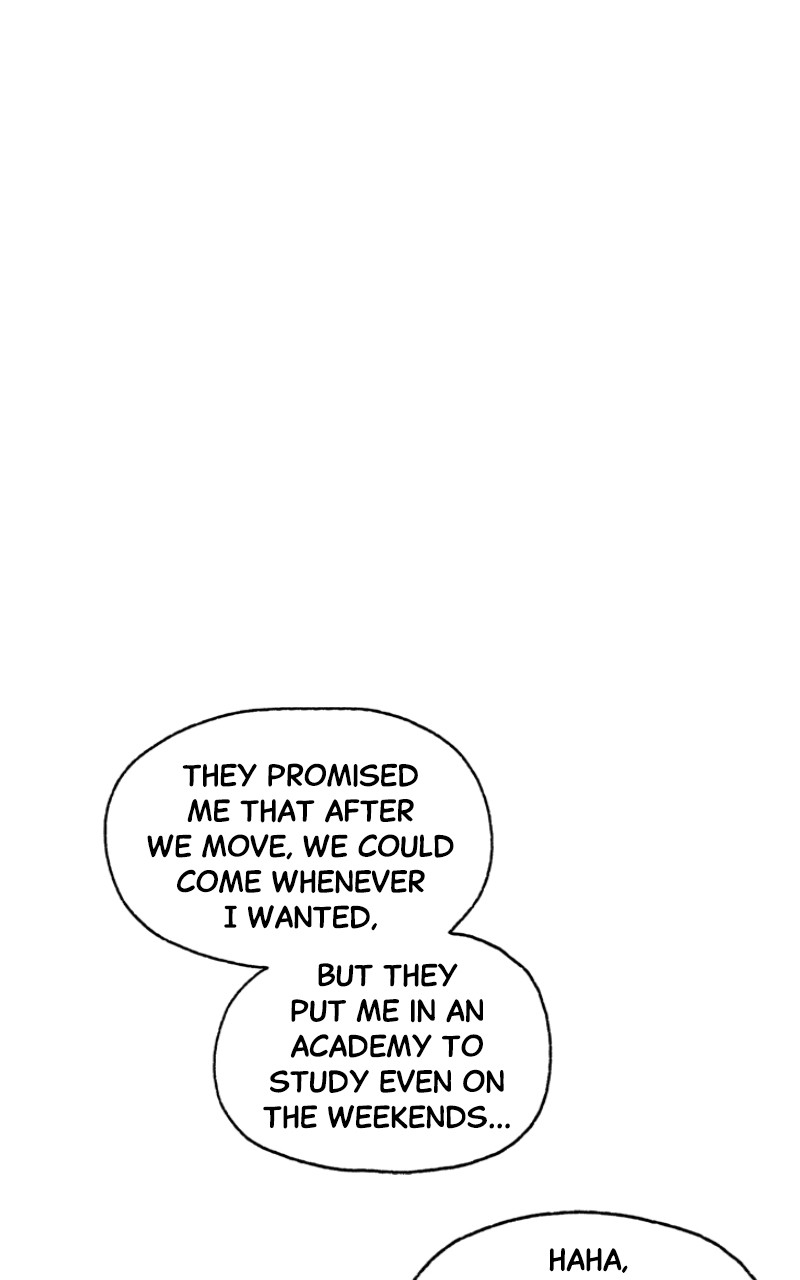 THEY PROMISED
ME THAT AFTER
WE MOVE, WE COULD
COME WHENEVER
I WANTED,
BUT THEY
PUT ME IN AN
ACADEMY TO
STUDY EVEN ON
THE WEEKENDS...
HAHA,